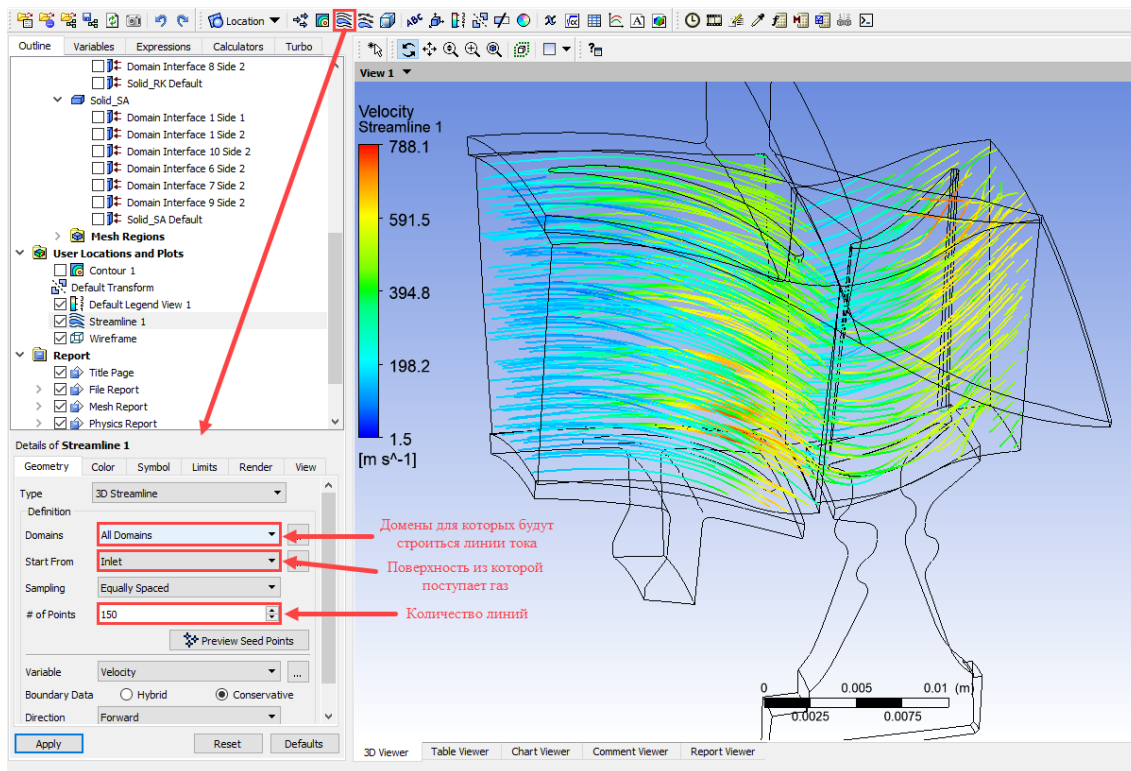 Location
ABC
Outline Variables Expressions Calculators Turbo
Domain Interface 8 Side 2
Solid_RK Default
Solid_SA
Domain Interface 1 Side 1
Domain Interface 1 Side 2
Domain Interface 10 Side 2
Domain Interface 6 Side 2
Domain Interface 7 Side 2
Domain Interface 9 Side 2
Solid_SA Default
Mesh Regions
User Locations and Plots
Contour 1
Default Transform
Default Legend View 1
Streamline 1
Wireframe
Report
Title Page
File Report
Mesh Report
Physics Report
Details of Streamline 1
Geometry Color Symbol Limits Render View
Type 3D Streamline
Definition
Domains All Domains ...
Start From Inlet ...
Sampling Equally Spaced
# of Points 150
Preview Seed Points
Variable Velocity ...
Boundary Data Hybrid Conservative
Direction Forward
Apply Reset Defaults
View 1
Velocity
Streamline 1
788.1
591.5
394.8
198.2
1.5
[m s^-1]
Домены для которых будут
строиться линии тока
Поверхность из которой
поступает газ
Количество линий
0 0.005 0.01 (m)
0.0025 0.0075
3D Viewer Table Viewer Chart Viewer Comment Viewer Report Viewer